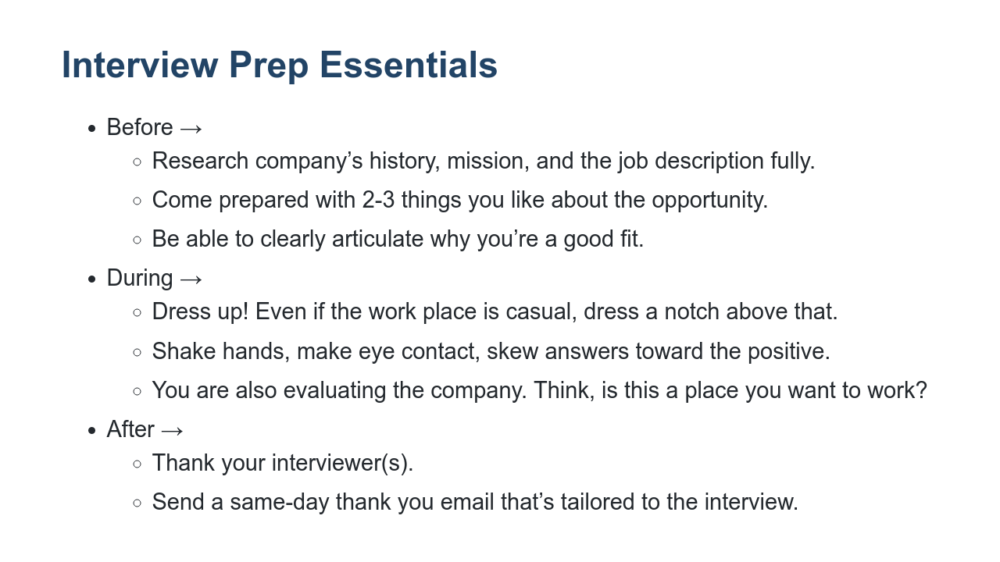 Interview Prep Essentials
• Before →
○ Research company’s history, mission, and the job description fully.
○ Come prepared with 2-3 things you like about the opportunity.
○ Be able to clearly articulate why you’re a good fit.
• During →
○ Dress up! Even if the work place is casual, dress a notch above that.
○ Shake hands, make eye contact, skew answers toward the positive.
○ You are also evaluating the company. Think, is this a place you want to work?
• After →
○ Thank your interviewer(s).
○ Send a same-day thank you email that’s tailored to the interview.